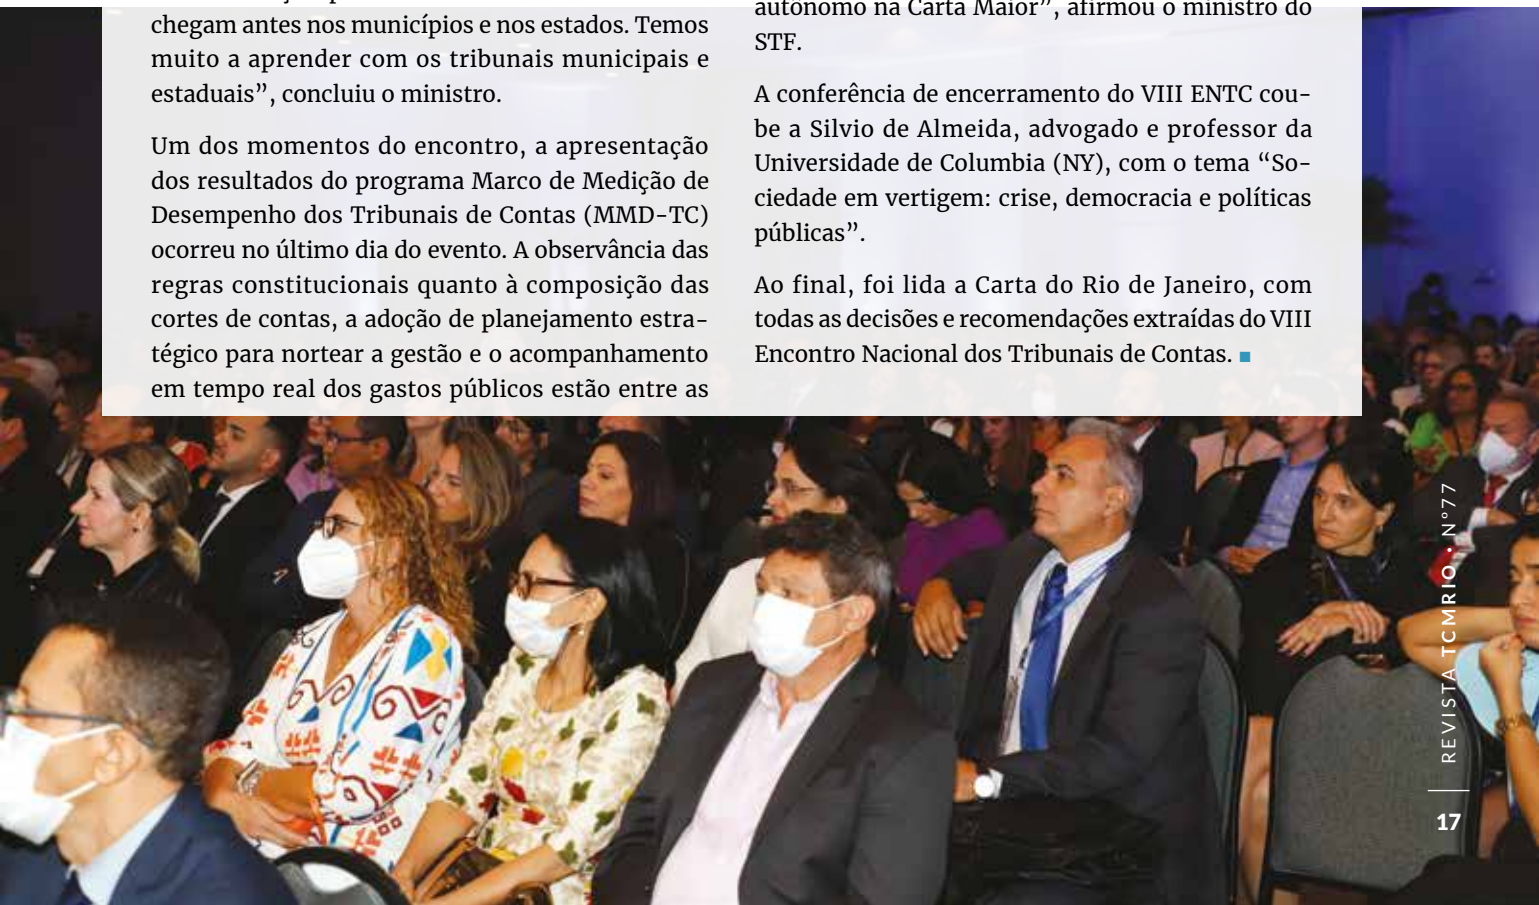 chegam antes nos municípios e nos estados. Temos
muito a aprender com os tribunais municipais e
estaduais”, concluiu o ministro.
Um dos momentos do encontro, a apresentação
dos resultados do programa Marco de Medição de
Desempenho dos Tribunais de Contas (MMD-TC)
ocorreu no último dia do evento. A observância das
regras constitucionais quanto à composição das
cortes de contas, a adoção de planejamento estra-
tégico para nortear a gestão e o acompanhamento
em tempo real dos gastos públicos estão entre as
autônomo na Carta Maior”, afirmou o ministro do
STF.
A conferência de encerramento do VIII ENTC cou-
be a Silvio de Almeida, advogado e professor da
Universidade de Columbia (NY), com o tema “So-
ciedade em vertigem: crise, democracia e políticas
públicas”.
Ao final, foi lida a Carta do Rio de Janeiro, com
todas as decisões e recomendações extraídas do VIII
Encontro Nacional dos Tribunais de Contas.
REVISTA TCMRIO • N°77
17